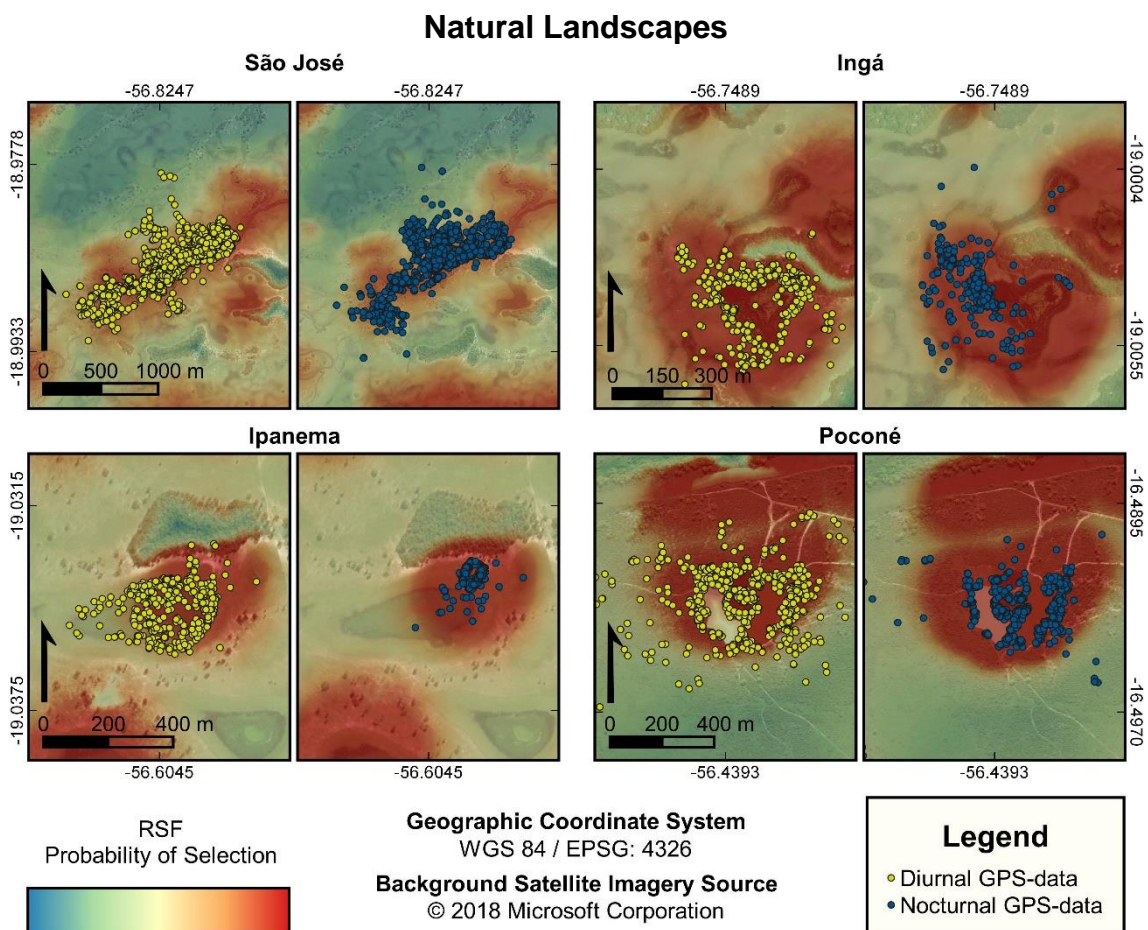 Natural Landscapes
São José
Ingá
-56.8247
-56.8247
-56.7489
-56.7489
-18.9778
-18.9933
-19.0004
-19.0055
0 500 1000 m
0 150 300 m
Ipanema
Poconé
-19.0315
-19.0375
-16.4895
-16.4970
0 200 400 m
0 200 400 m
-56.6045
-56.6045
-56.4393
-56.4393
RSF
Probability of Selection
Geographic Coordinate System
WGS 84 / EPSG: 4326
Background Satellite Imagery Source
© 2018 Microsoft Corporation
Legend
Diurnal GPS-data
Nocturnal GPS-data